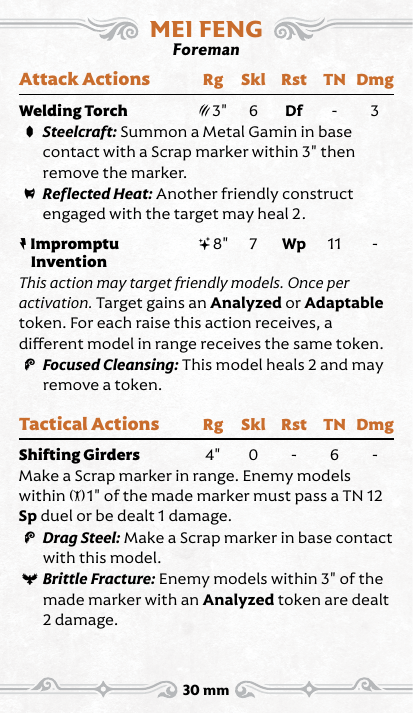 MEI FENG
Foreman
Attack Actions Rg Skl Rst TN Dmg
Welding Torch 3" 6 Df - 3
Steelcraft: Summon a Metal Gamin in base
contact with a Scrap marker within 3" then
remove the marker.
Reflected Heat: Another friendly construct
engaged with the target may heal 2.
Impromptu 8" 7 Wp 11 -
Invention
This action may target friendly models. Once per
activation. Target gains an Analyzed or Adaptable
token. For each raise this action receives, a
different model in range receives the same token.
Focused Cleansing: This model heals 2 and may
remove a token.
Tactical Actions Rg Skl Rst TN Dmg
Shifting Girders 4" 0 - 6 -
Make a Scrap marker in range. Enemy models
within 1" of the made marker must pass a TN 12
Sp duel or be dealt 1 damage.
Drag Steel: Make a Scrap marker in base contact
with this model.
Brittle Fracture: Enemy models within 3" of the
made marker with an Analyzed token are dealt
2 damage.
30 mm